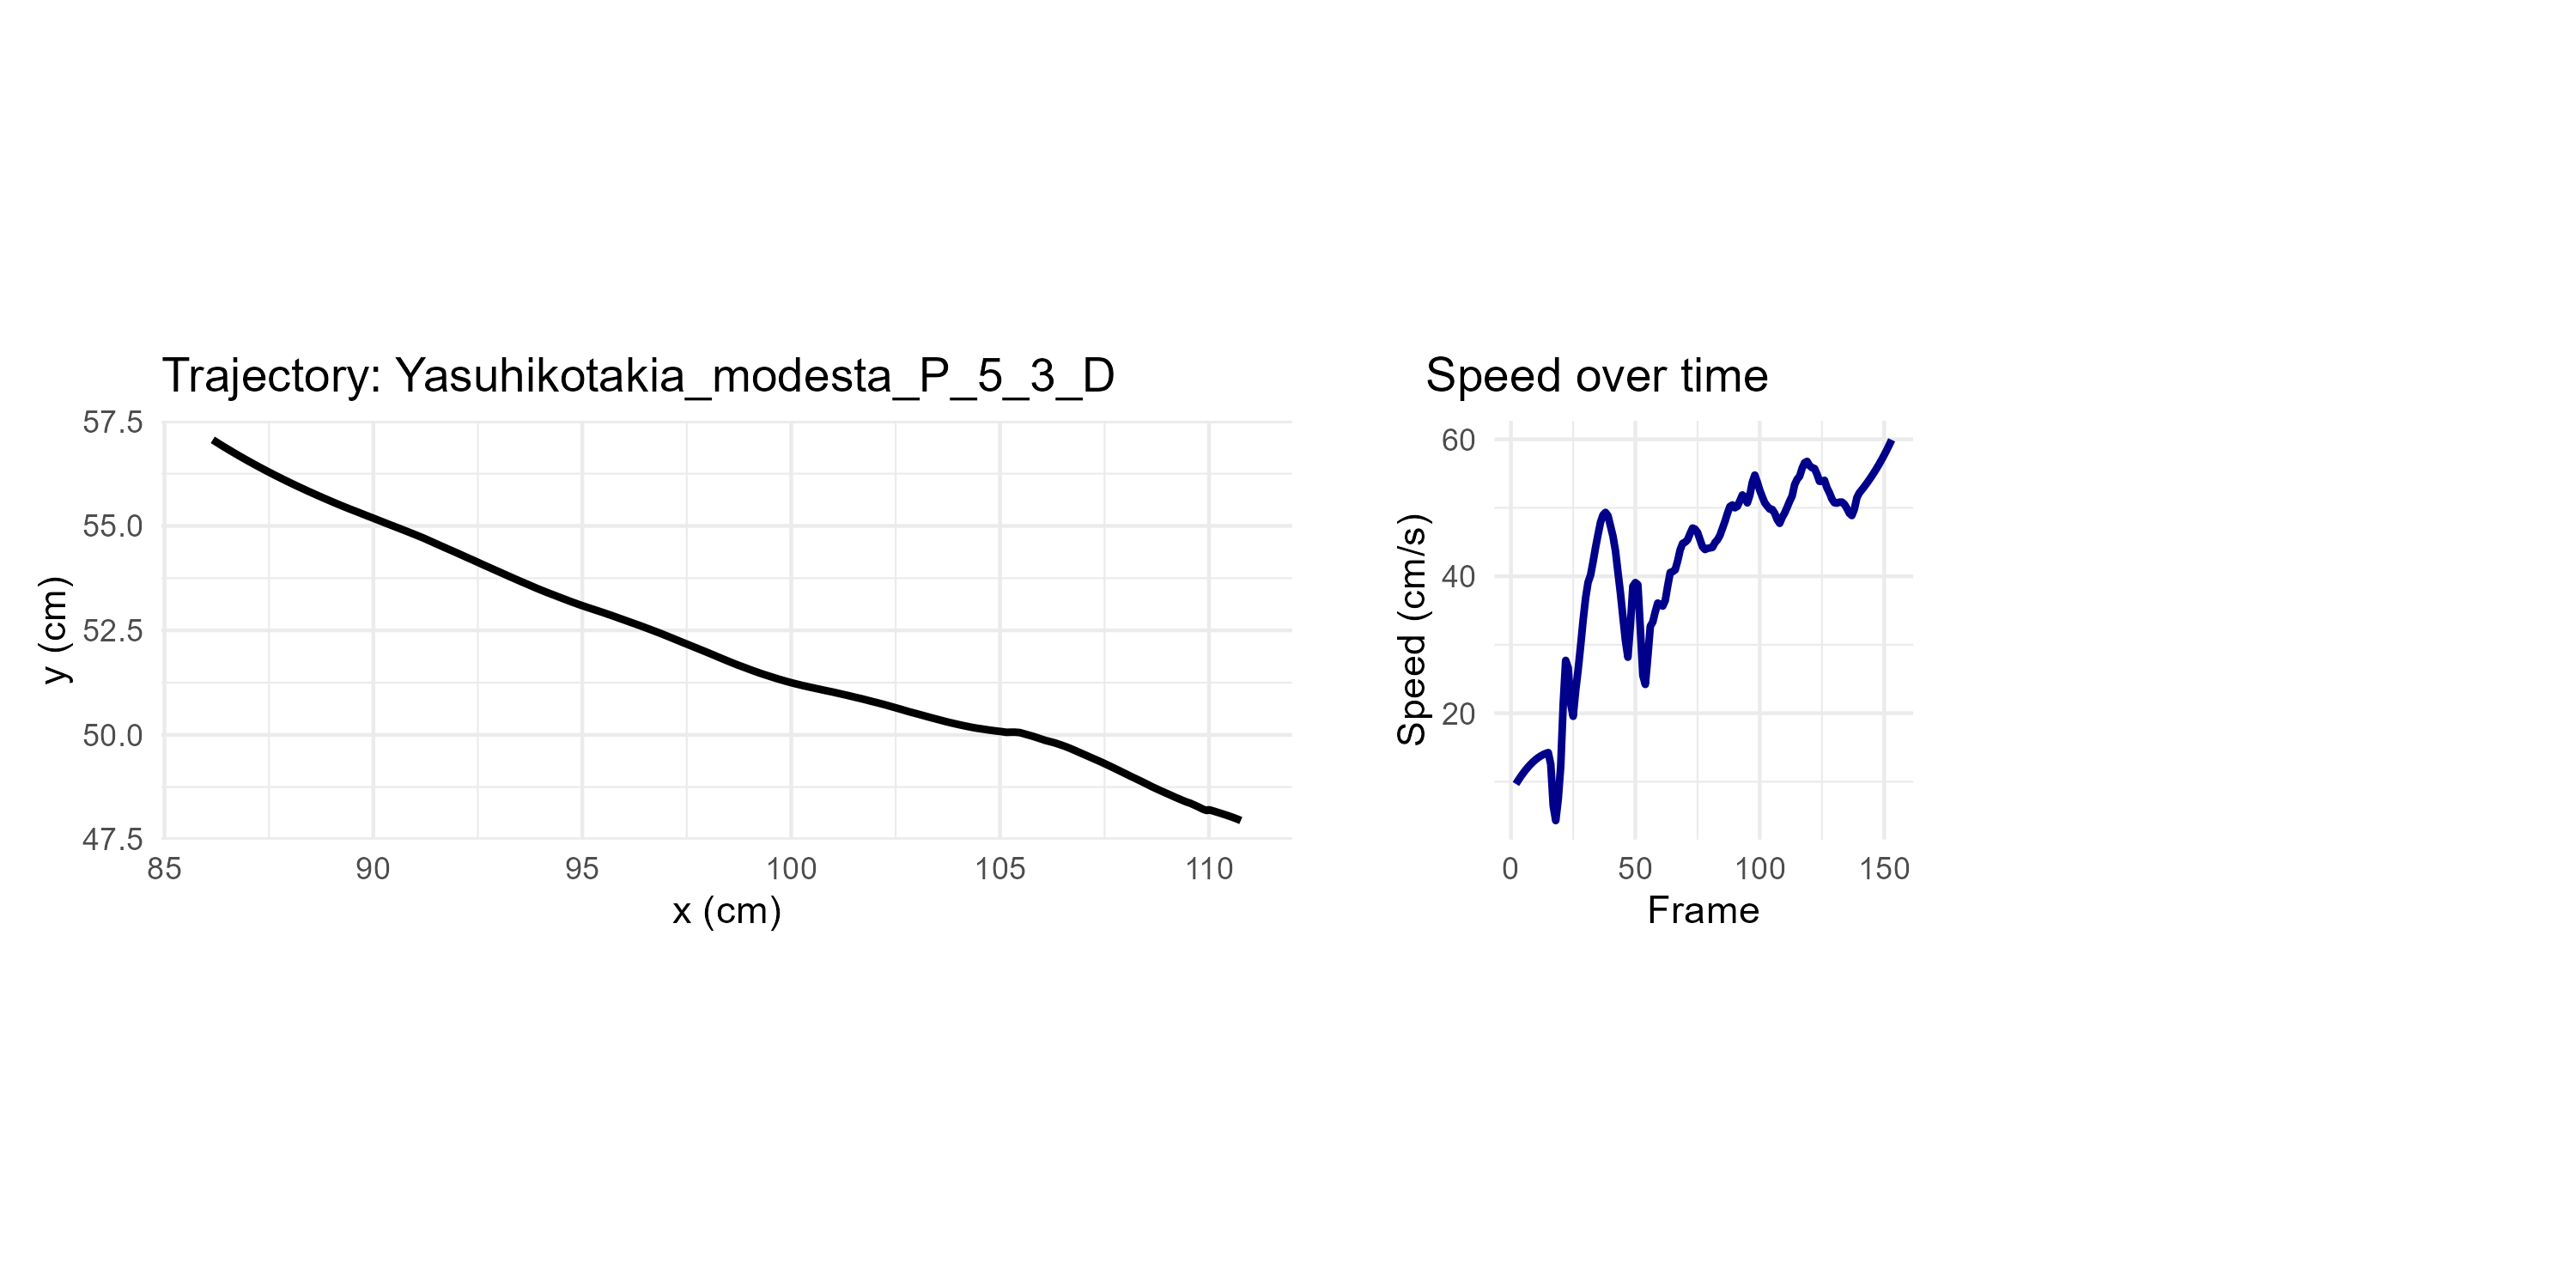 Trajectory: Yasuhikotakia_modesta_P_5_3_D
57.5
55.0
52.5
50.0
47.5
y (cm)
85 90 95 100 105 110
x (cm)
Speed over time
60
40
20
Speed (cm/s)
0 50 100 150
Frame